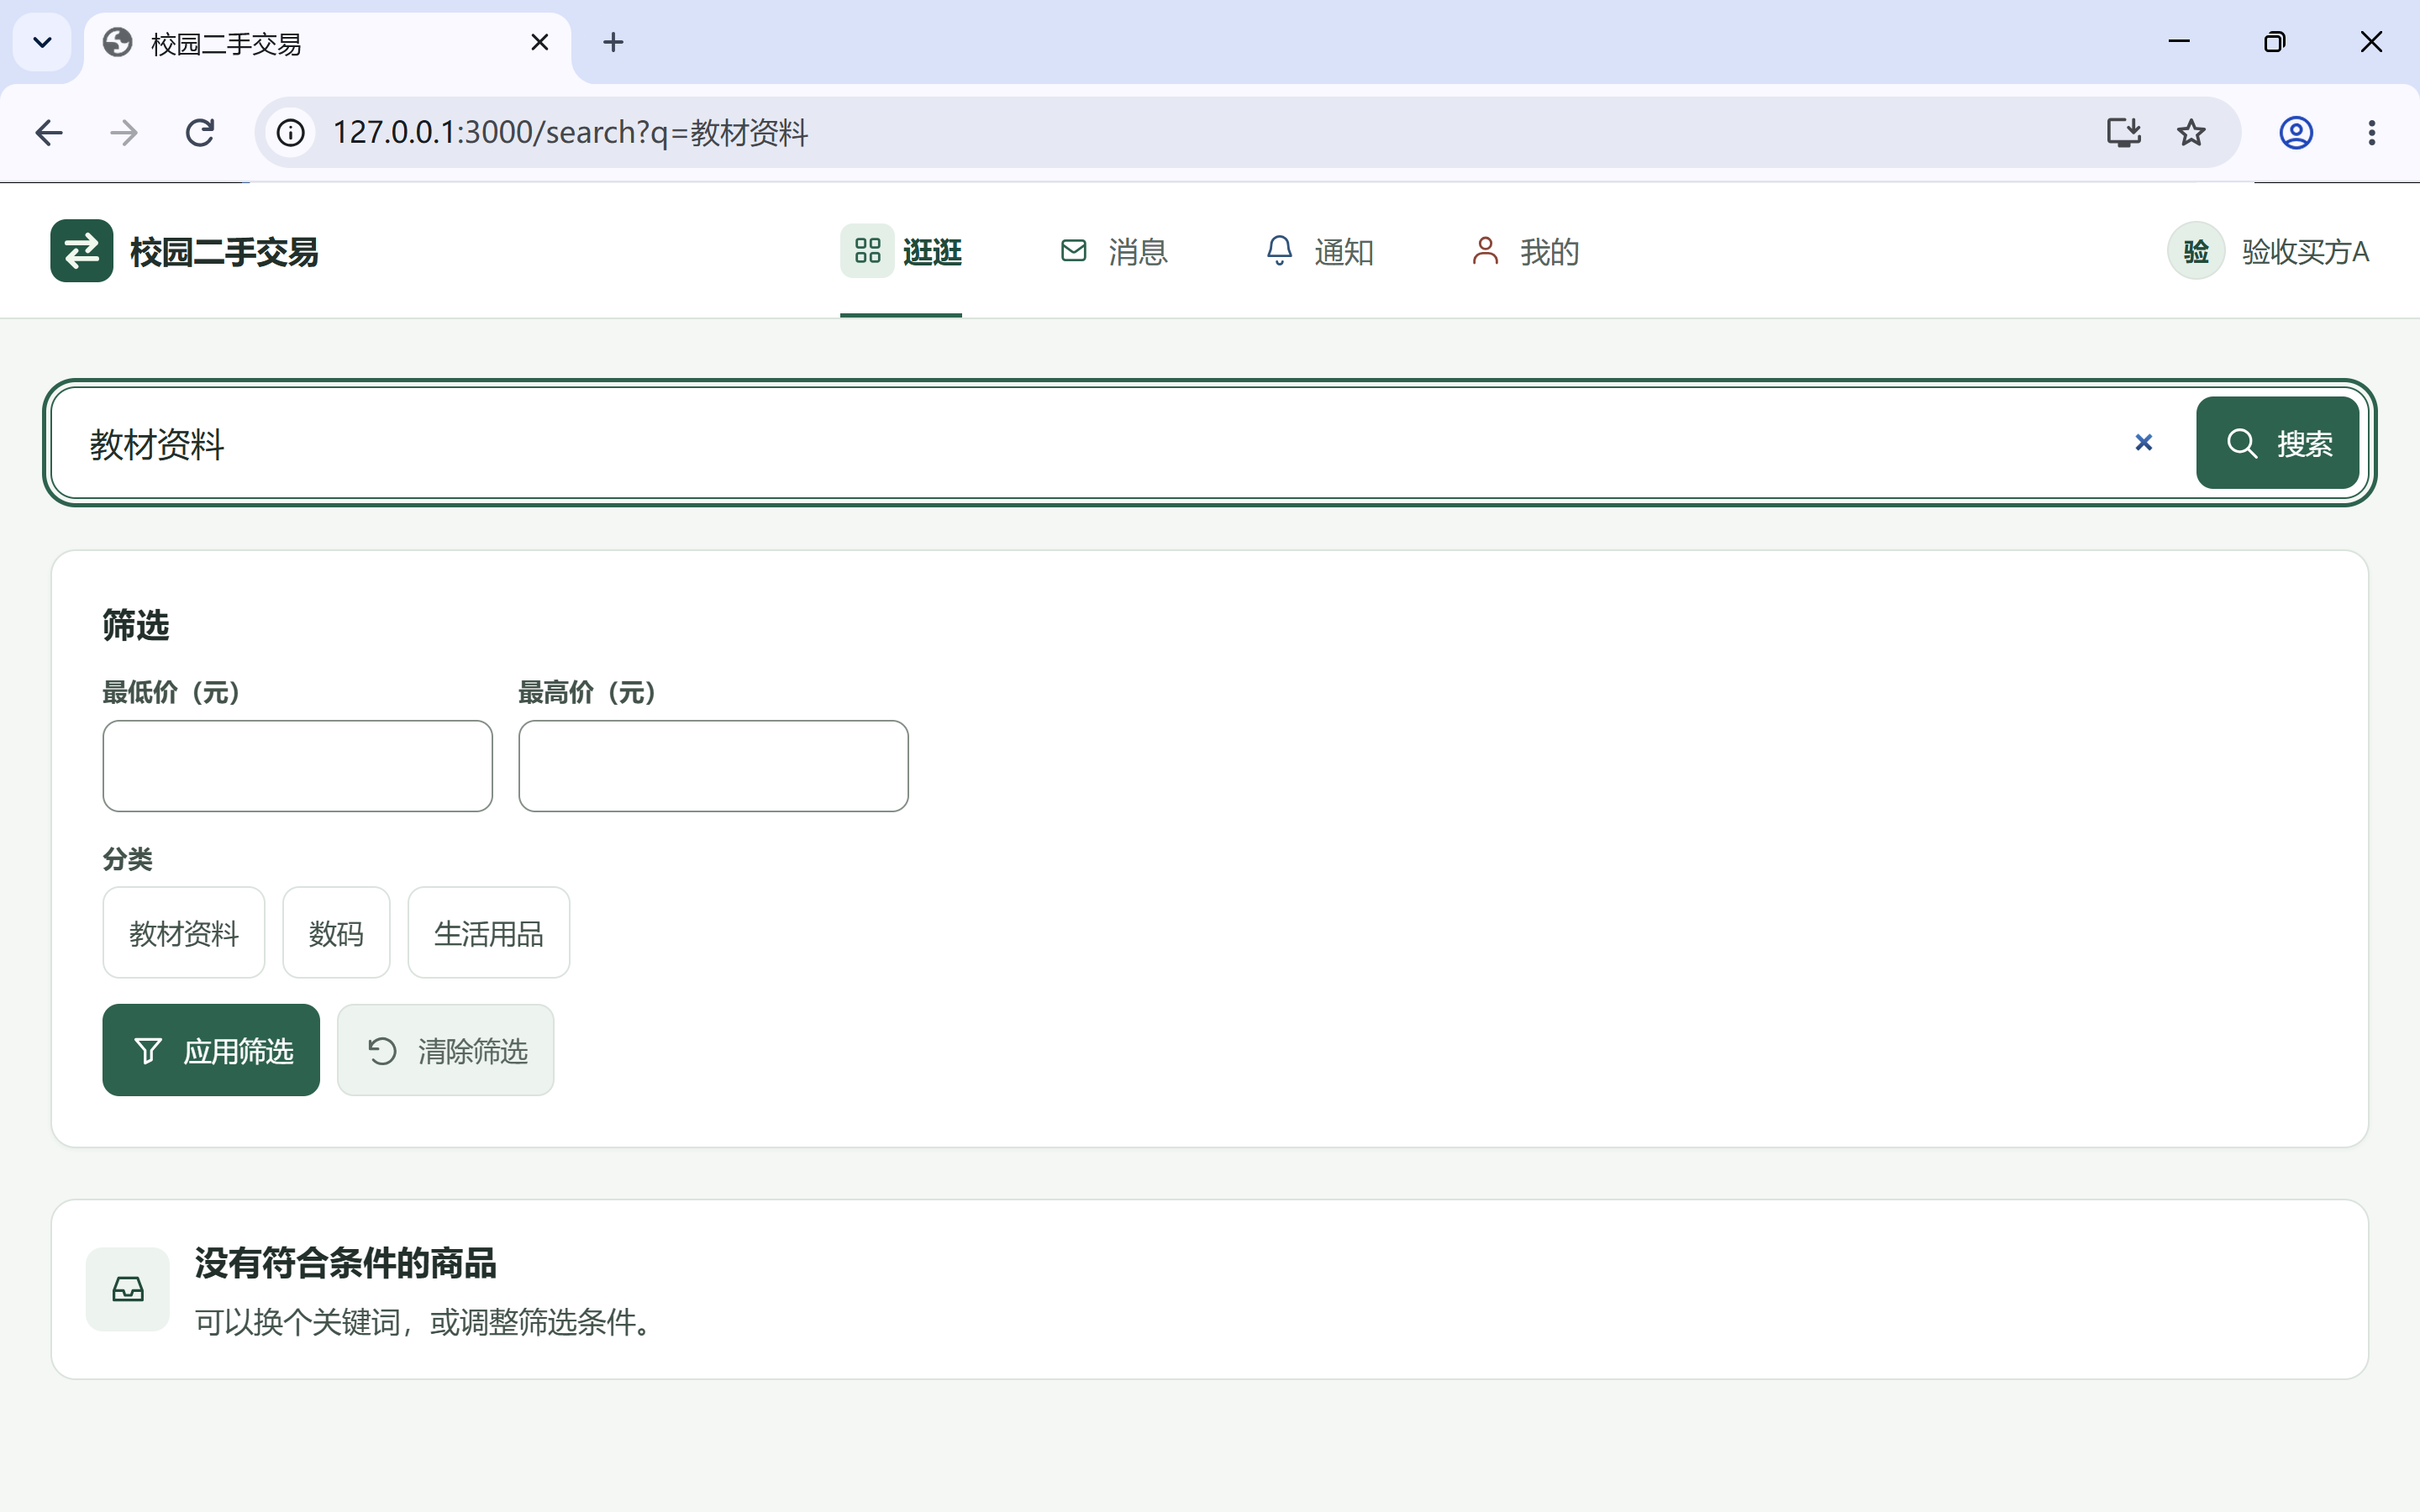 校园二手交易
127.0.0.1:3000/search?q=教材资料
校园二手交易
逛逛
消息
通知
我的
验
验收买方A
教材资料
搜索
筛选
最低价（元）
最高价（元）
分类
教材资料
数码
生活用品
应用筛选
清除筛选
没有符合条件的商品
可以换个关键词，或调整筛选条件。